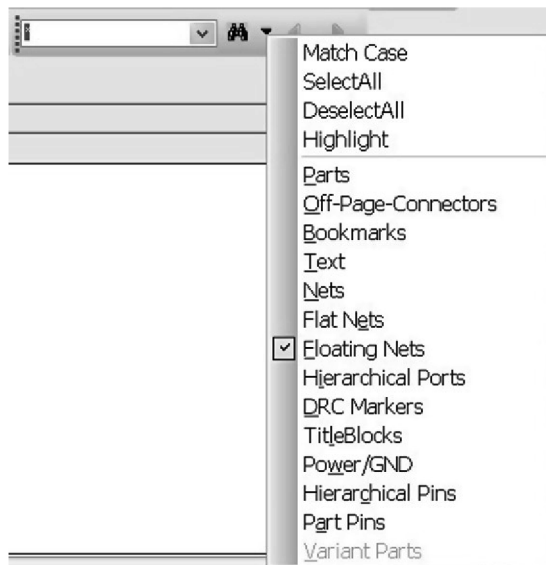 Match Case
SelectAll
DeselectAll
Highlight
Parts
Off-Page-Connectors
Bookmarks
Text
Nets
Flat Nets
Floating Nets
Hierarchical Ports
DRC Markers
TitleBlocks
Power/GND
Hierarchical Pins
Part Pins
Variant Parts